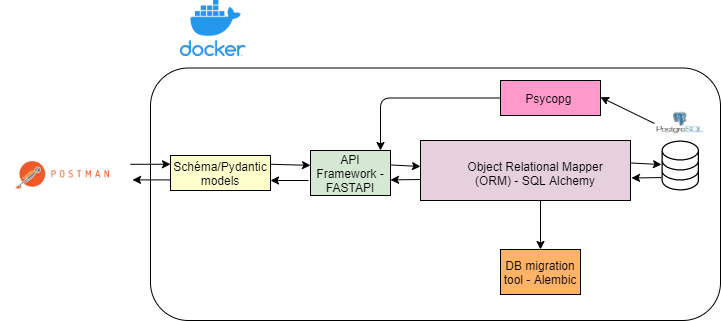 docker
Psycopg
PostgreSQL
POSTMAN
Schéma/Pydantic
models
API
Framework -
FASTAPI
Object Relational Mapper
(ORM) - SQL Alchemy
DB migration
tool - Alembic